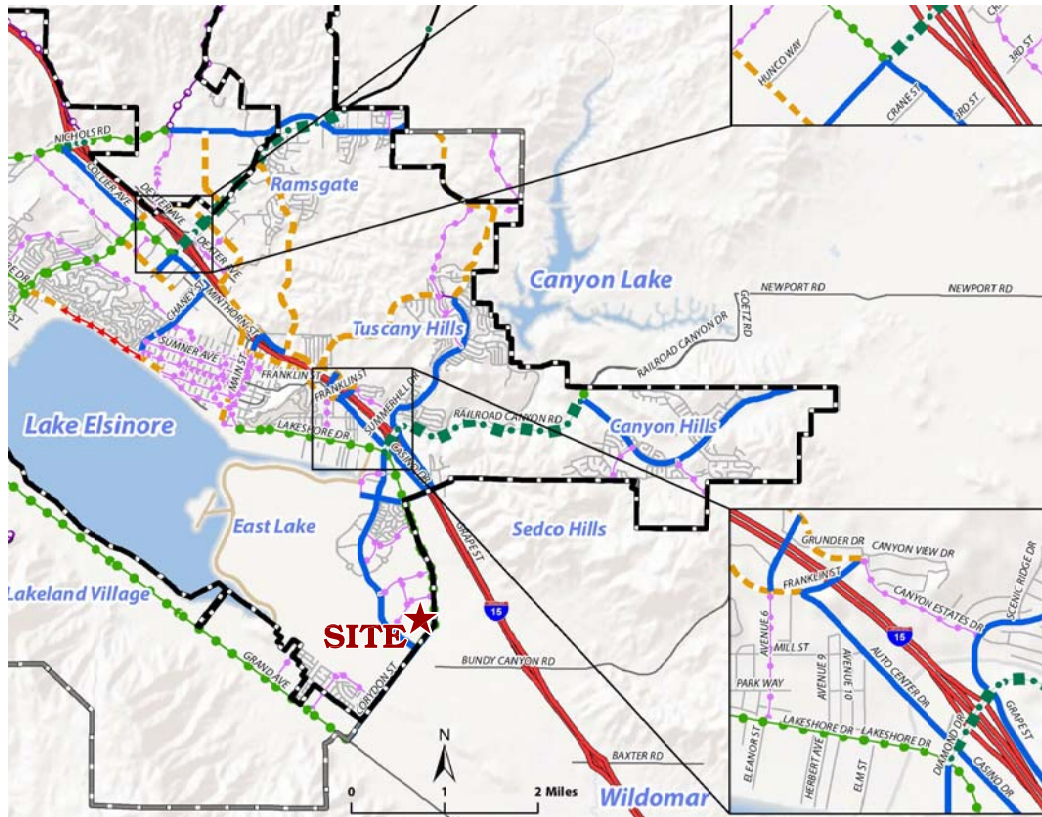 HUNCO WAY
CRANE ST
3RD ST
3RD ST
NICHOLS RD
COLLIER AVE
DEXTER AVE
DEXTER AVE
Ramsgate
Canyon Lake
NEWPORT RD
NEWPORT RD
GOETZ RD
RAILROAD CANYON DR
CHANEY ST
MINTHORN ST
Tuscany Hills
SUMNER AVE
MAIN ST
FRANKLIN ST
FRANKLIN ST
SUMMERHILL DR
Lake Elsinore
LAKESHORE DR
RAILROAD CANYON RD
Canyon Hills
CASINO DR
East Lake
GRAPE ST
Sedco Hills
Lakeland Village
SITE
15
BUNDY CANYON RD
GRAND AVE
CORYDON ST
N
BAXTER RD
0 1 2 Miles
Wildomar
GRUNDER DR
CANYON VIEW DR
FRANKLIN ST
CANYON ESTATES DR
SCENIC RIDGE DR
15
AVENUE 6
MILL ST
AVENUE 9
AVENUE 10
AUTO CENTER DR
PARK WAY
LAKESHORE DR
LAKESHORE DR
DIAMOND DR
GRAPE ST
ELEANOR ST
HERBERT AVE
ELM ST
CASINO DR